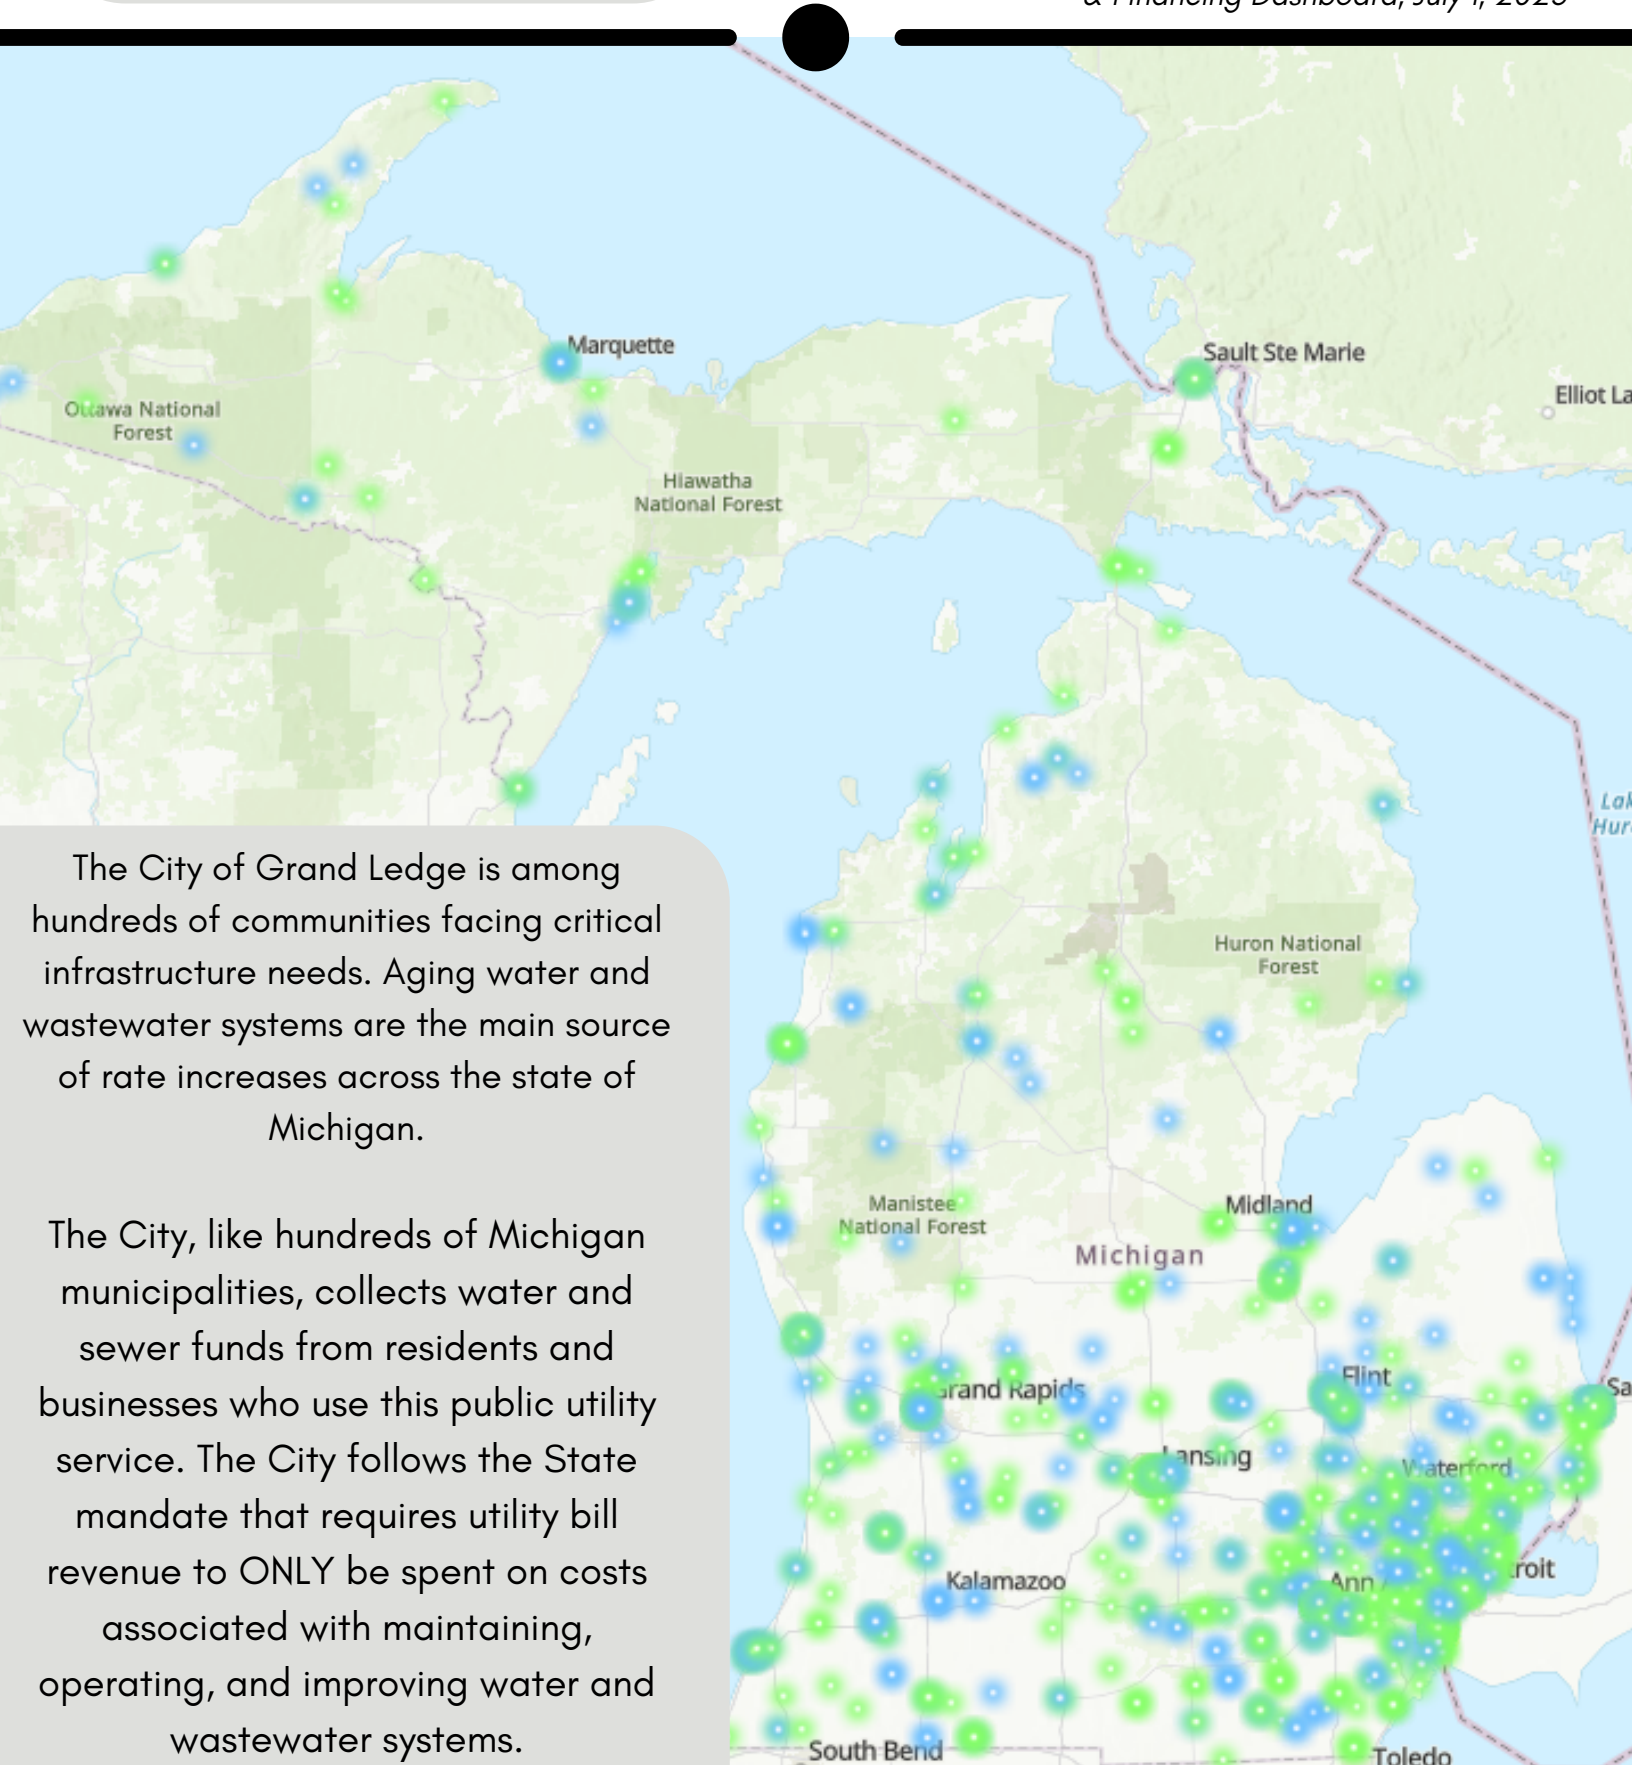 & Financing Dashboard, July 1, 2025
Marquette
Sault Ste Marie
Elliot La
Ottawa National
Forest
Hiawatha
National Forest
Lak
Hur
The City of Grand Ledge is among
hundreds of communities facing critical
infrastructure needs. Aging water and
wastewater systems are the main source
of rate increases across the state of
Michigan.
The City, like hundreds of Michigan
municipalities, collects water and
sewer funds from residents and
businesses who use this public utility
service. The City follows the State
mandate that requires utility bill
revenue to ONLY be spent on costs
associated with maintaining,
operating, and improving water and
wastewater systems.
Huron National
Forest
Manistee
National Forest
Midland
Michigan
Flint
Grand Rapids
Sa
Lansing
Waterford
Kalamazoo
Ann
troit
South Bend
Toledo